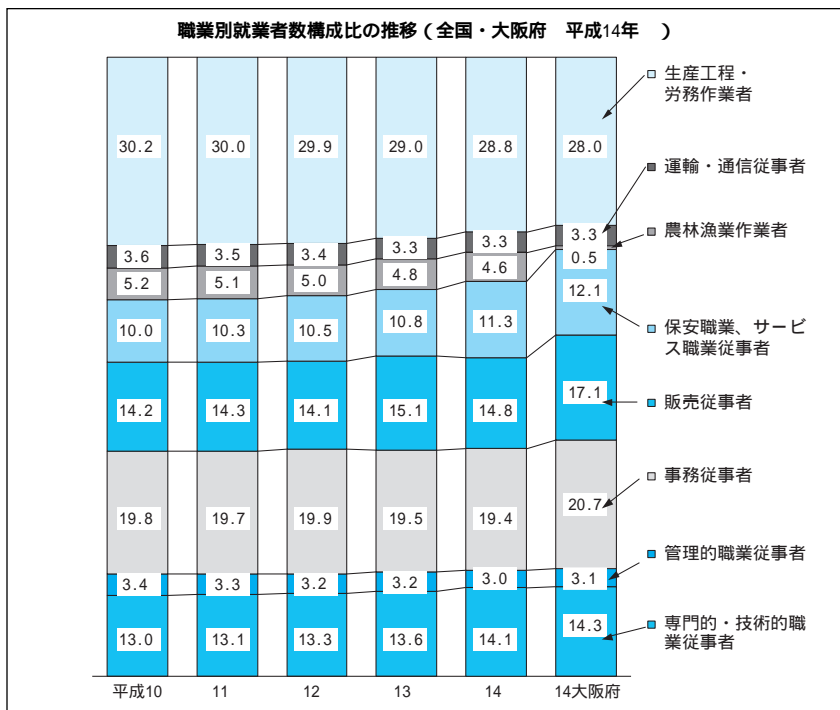 職業別就業者数構成比の推移（全国・大阪府　平成14年　）
生産工程・
労務作業者
30.2 30.0 29.9 29.0 28.8 28.0
運輸・通信従事者
3.6 3.5 3.4 3.3 3.3 3.3
農林漁業作業者
5.2 5.1 5.0 4.8 4.6 0.5
10.0 10.3 10.5 10.8 11.3 12.1
保安職業、サービ
ス職業従事者
14.2 14.3 14.1 15.1 14.8 17.1
販売従事者
19.8 19.7 19.9 19.5 19.4 20.7
事務従事者
3.4 3.3 3.2 3.2 3.0 3.1
管理的職業従事者
13.0 13.1 13.3 13.6 14.1 14.3
専門的・技術的職
業従事者
平成10 11 12 13 14 14大阪府